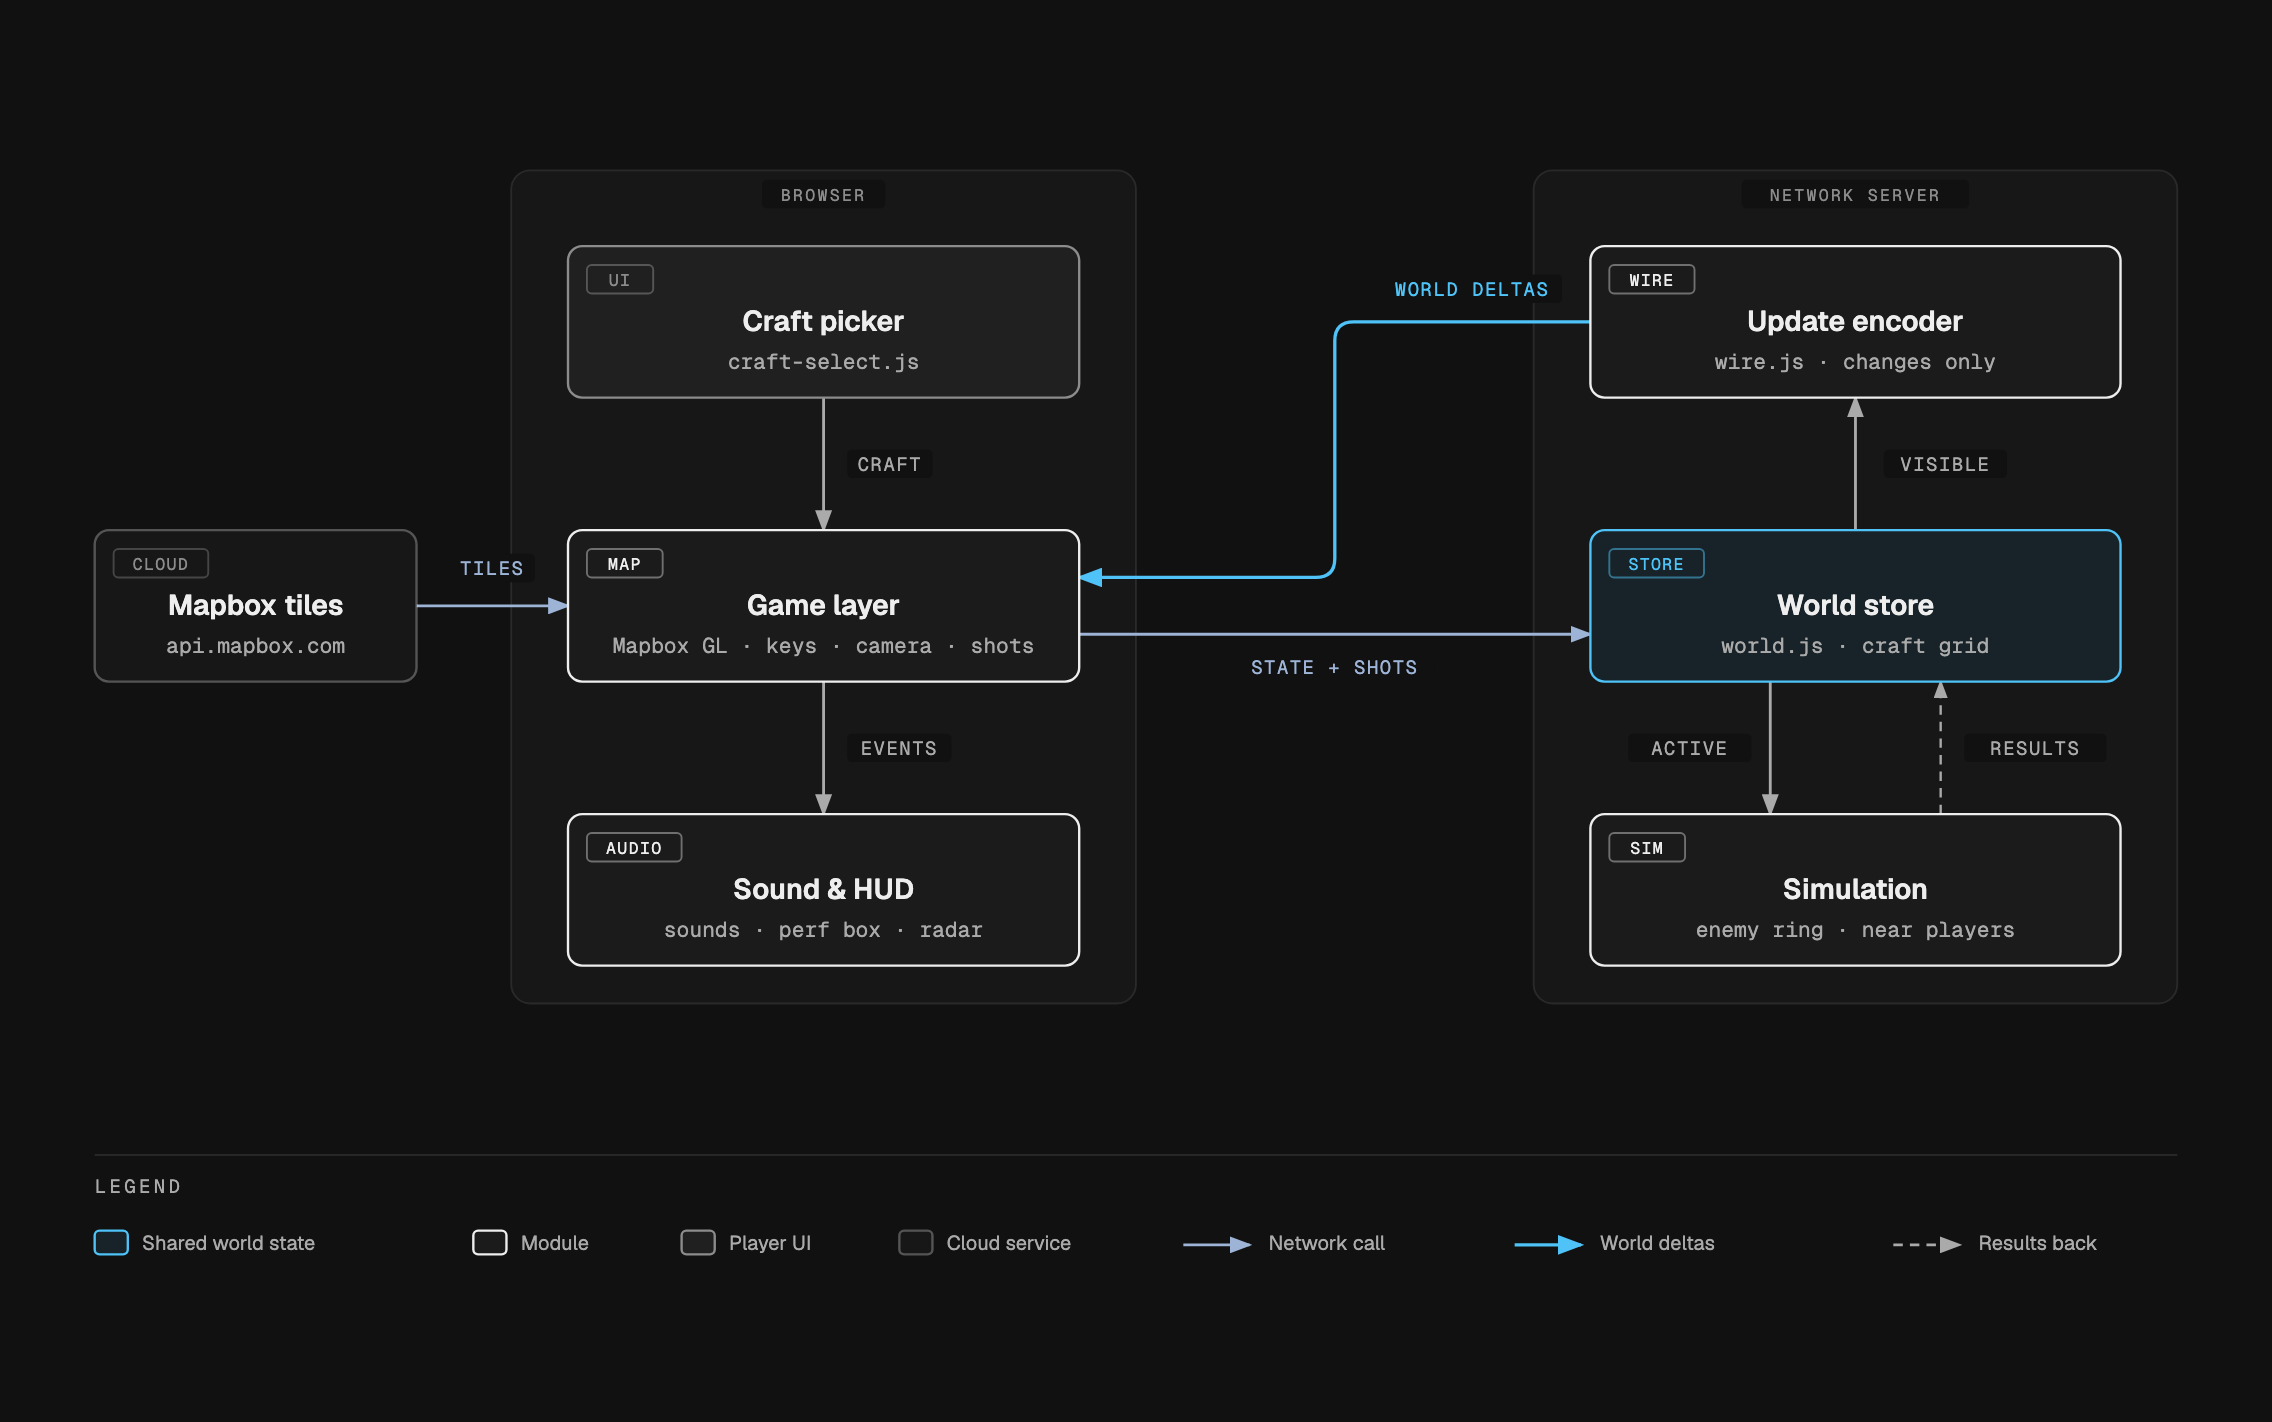 BROWSER
NETWORK SERVER
UI
Craft picker
craft-select.js
WORLD DELTAS
WIRE
Update encoder
wire.js · changes only
CRAFT
VISIBLE
CLOUD
Mapbox tiles
api.mapbox.com
TILES
MAP
Game layer
Mapbox GL · keys · camera · shots
STATE + SHOTS
STORE
World store
world.js · craft grid
EVENTS
ACTIVE
RESULTS
AUDIO
Sound & HUD
sounds · perf box · radar
SIM
Simulation
enemy ring · near players
LEGEND
Shared world state
Module
Player UI
Cloud service
Network call
World deltas
Results back